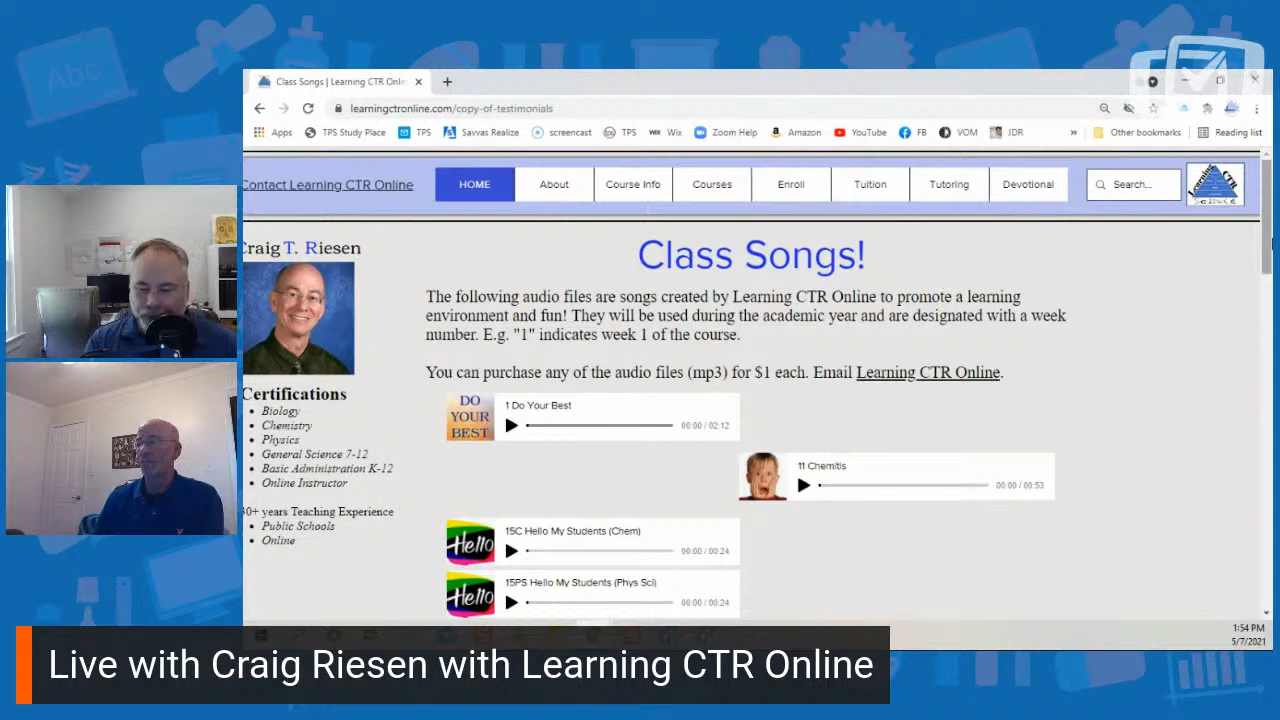 Abc
Class Songs | Learning CTR Onlin
learningctronline.com/copy-of-testimonials
Apps
TPS Study Place
TPS
Savvas Realize
screencast
TPS
WiX
Wix
Zoom Help
Amazon
YouTube
FB
VOM
JDR
»
Other bookmarks
Reading list
Contact Learning CTR Online
HOME
About
Course Info
Courses
Enroll
Tuition
Tutoring
Devotional
Search...
Learning CTR
Science
Craig T. Riesen
Class Songs!
The following audio files are songs created by Learning CTR Online to promote a learning
environment and fun! They will be used during the academic year and are designated with a week
number. E.g. "1" indicates week 1 of the course.
You can purchase any of the audio files (mp3) for $1 each. Email Learning CTR Online.
Certifications
Biology
Chemistry
Physics
General Science 7-12
Basic Administration K-12
Online Instructor
30+ years Teaching Experience
Public Schools
Online
DO
YOUR
BEST
1 Do Your Best
00:00 / 02:12
11 Chemitis
00:00 / 00:53
Hello
15C Hello My Students (Chem)
00:00 / 00:24
Hello
15PS Hello My Students (Phys Sci)
00:00 / 00:24
1:54 PM
5/7/2021
Live with Craig Riesen with Learning CTR Online